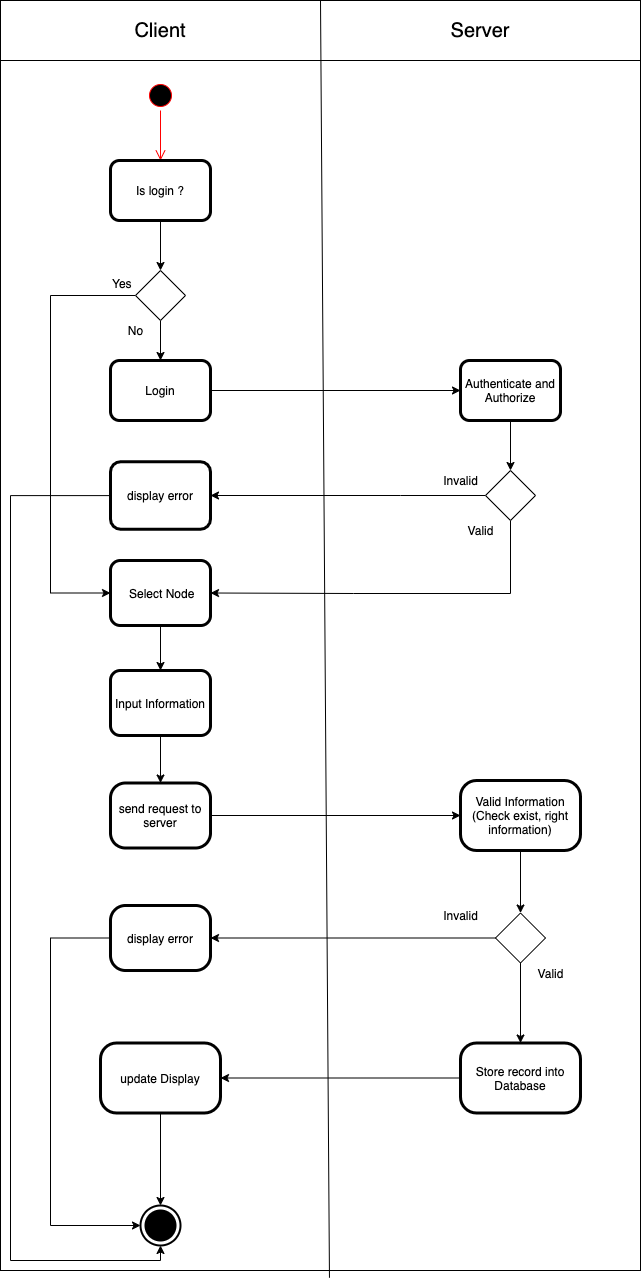 Client
Server
Is login ?
Yes
No
Login
Authenticate and
Authorize
Invalid
display error
Valid
Select Node
Input Information
send request to
server
Valid Information
(Check exist, right
information)
Invalid
display error
Valid
update Display
Store record into
Database